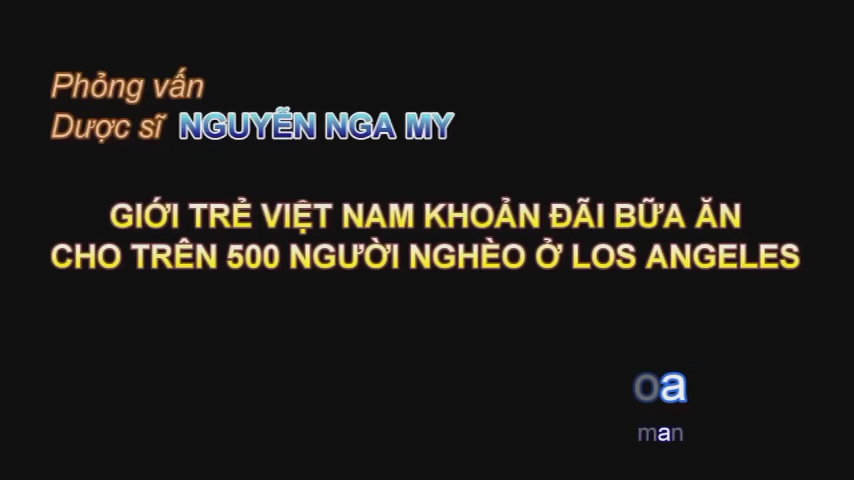 Phỏng vấn
Dược sĩ NGUYỄN NGA MY
GIỚI TRẺ VIỆT NAM KHOẢN ĐÃI BỮA ĂN
CHO TRÊN 500 NGƯỜI NGHÈO Ở LOS ANGELES
oa
man